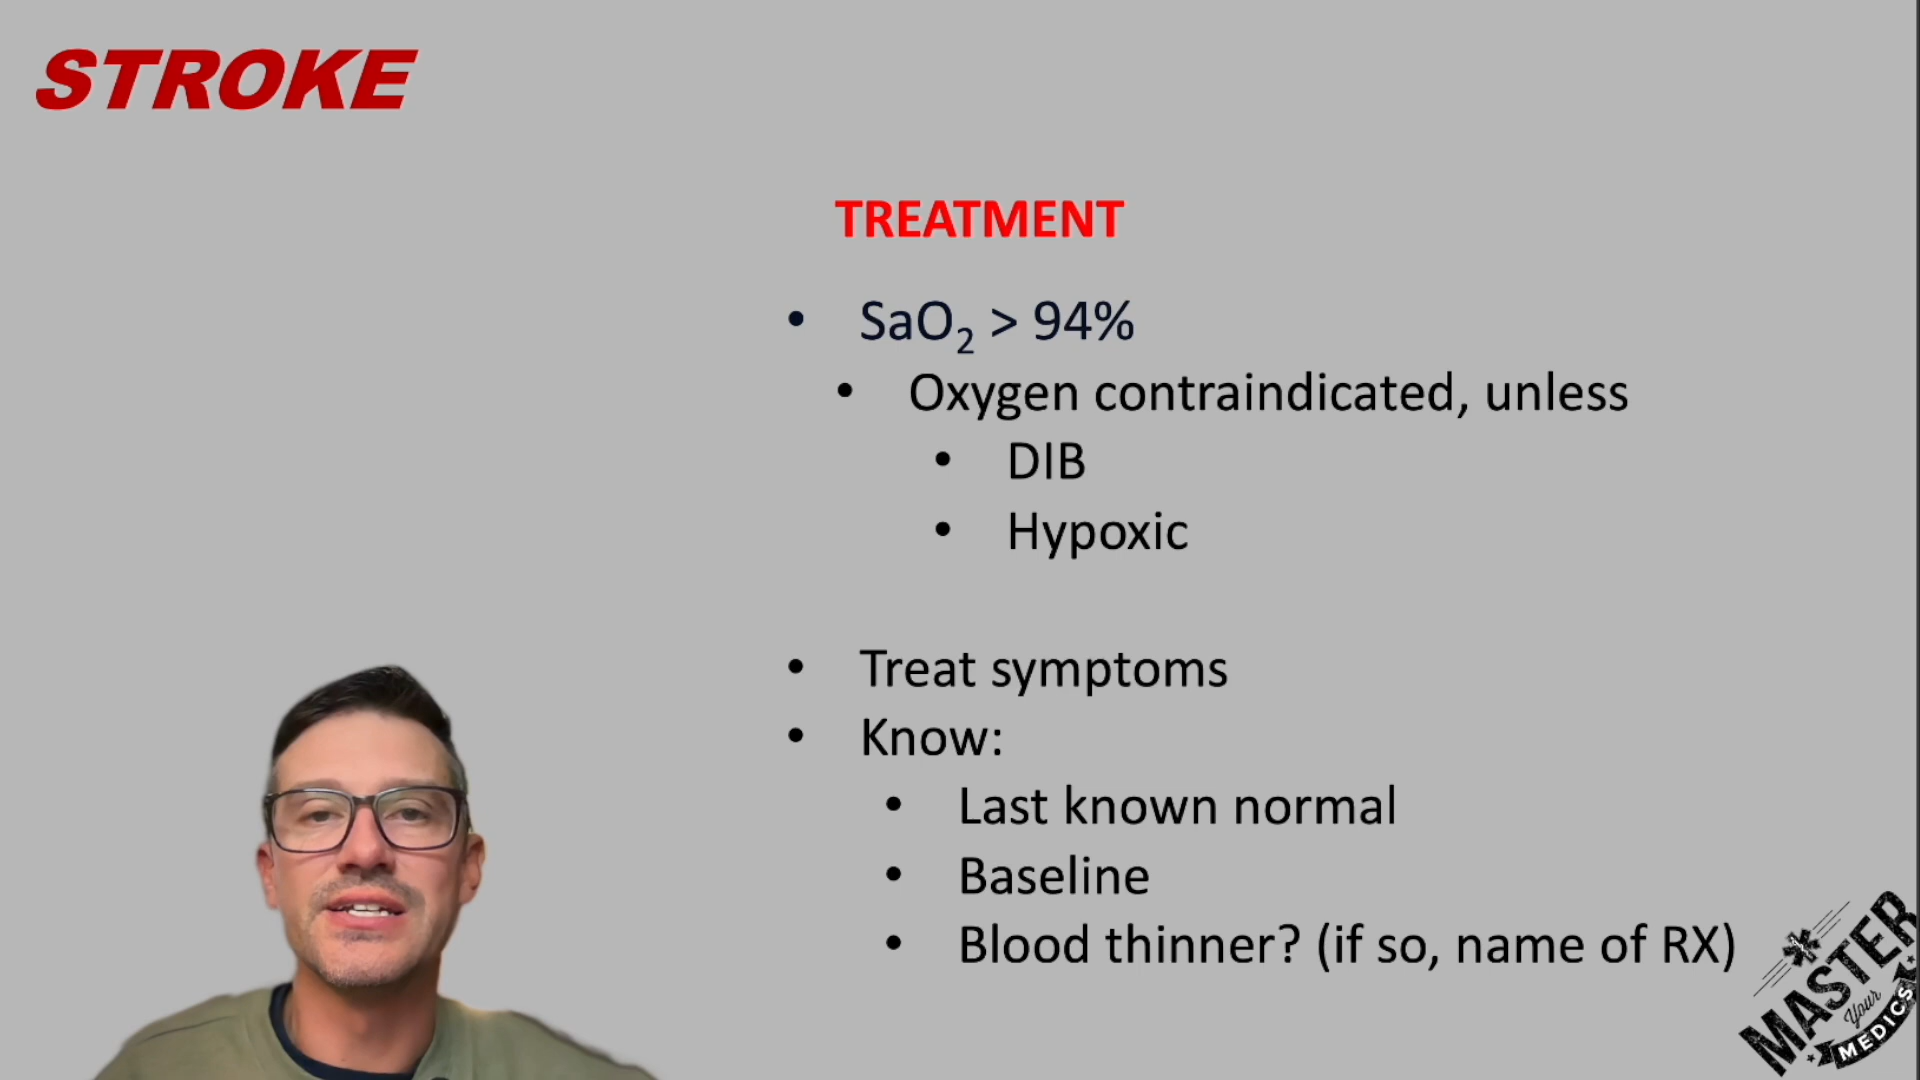 STROKE
TREATMENT
• SaO₂ > 94%
• Oxygen contraindicated, unless
• DIB
• Hypoxic
• Treat symptoms
• Know:
• Last known normal
• Baseline
• Blood thinner? (if so, name of RX)
MASTER
Your
MEDICS